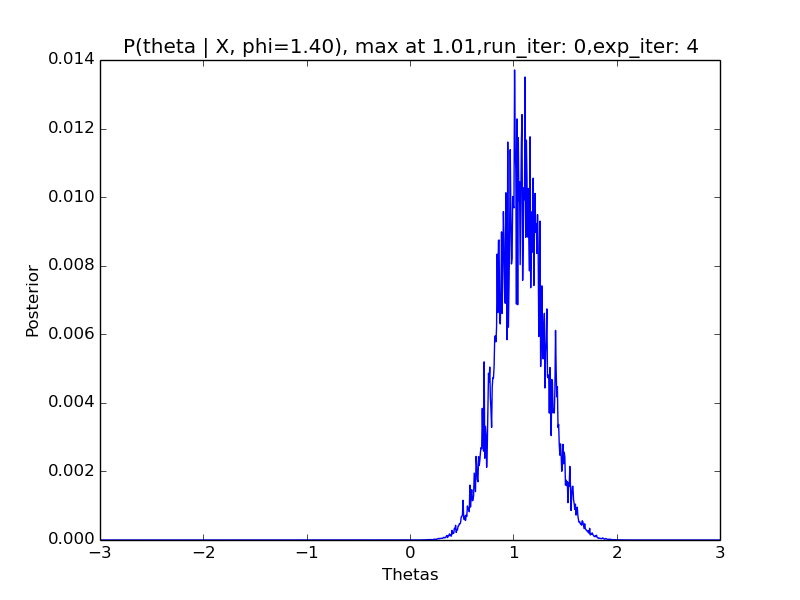 P(theta | X, phi=1.40), max at 1.01,run_iter: 0,exp_iter: 4
0.014
0.012
0.010
0.008
0.006
0.004
0.002
0.000
Posterior
−3 −2 −1 0 1 2 3
Thetas